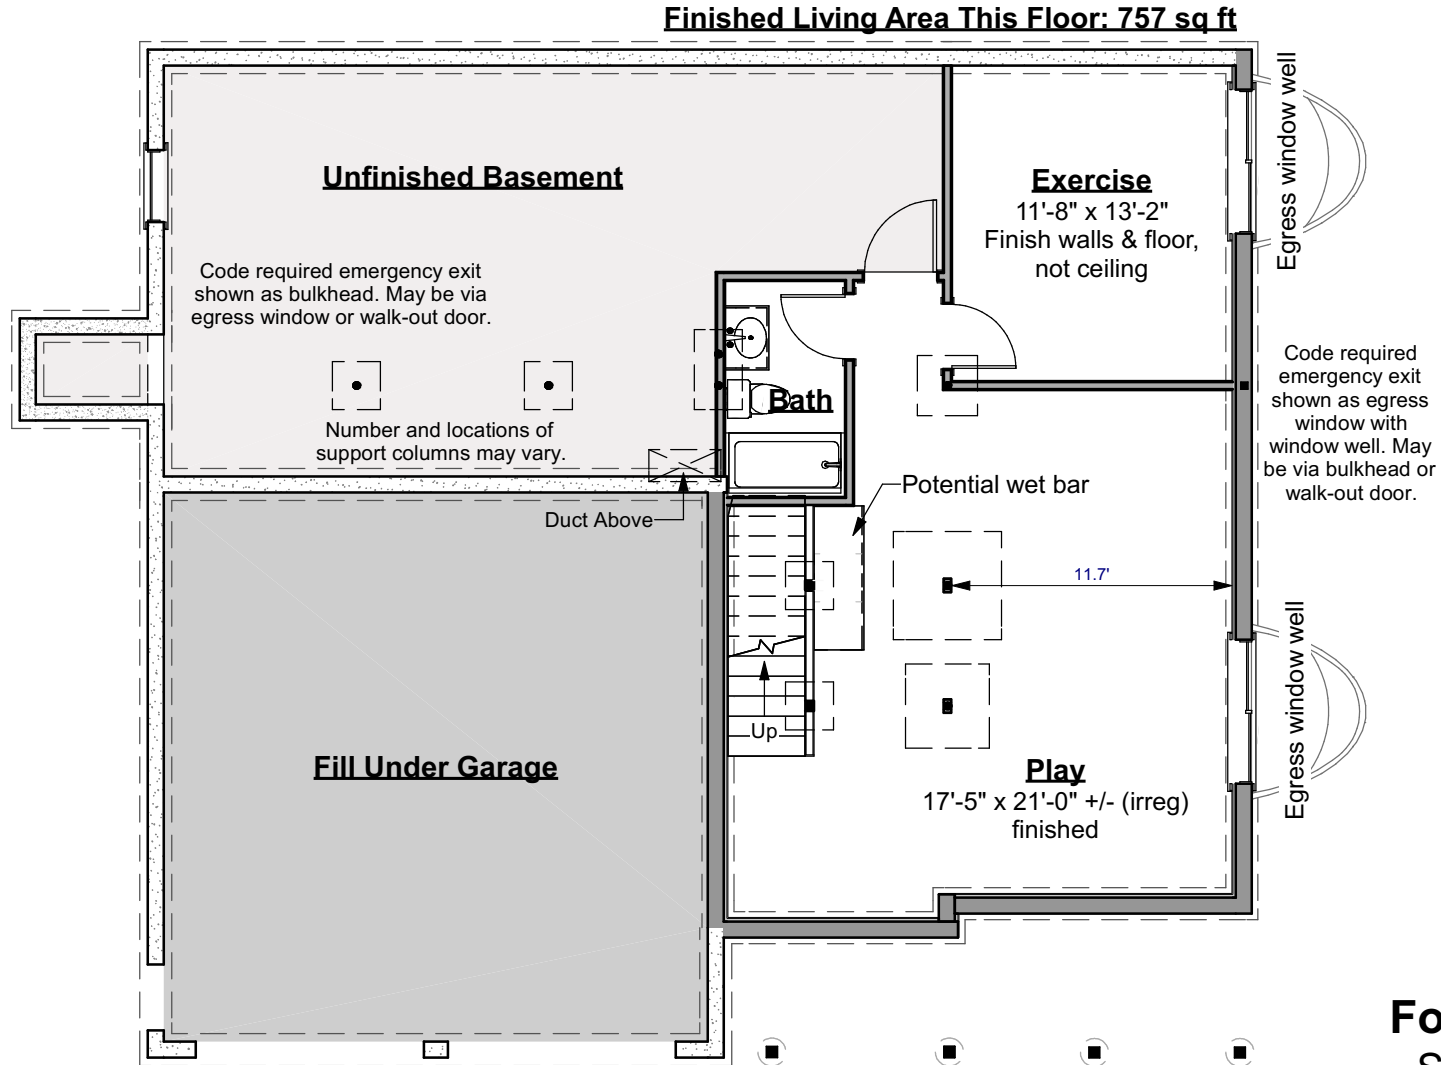 Finished Living Area This Floor: 757 sq ft
Egress window well
Unfinished Basement
Exercise
11'-8" x 13'-2"
Finish walls & floor,
not ceiling
Code required emergency exit
shown as bulkhead. May be via
egress window or walk-out door.
Code required
emergency exit
shown as egress
window with
window well. May
be via bulkhead or
walk-out door.
Bath
Number and locations of
support columns may vary.
Potential wet bar
Duct Above
11.7'
Egress window well
Up
Fill Under Garage
Play
17'-5" x 21'-0" +/- (irreg)
finished
Fo